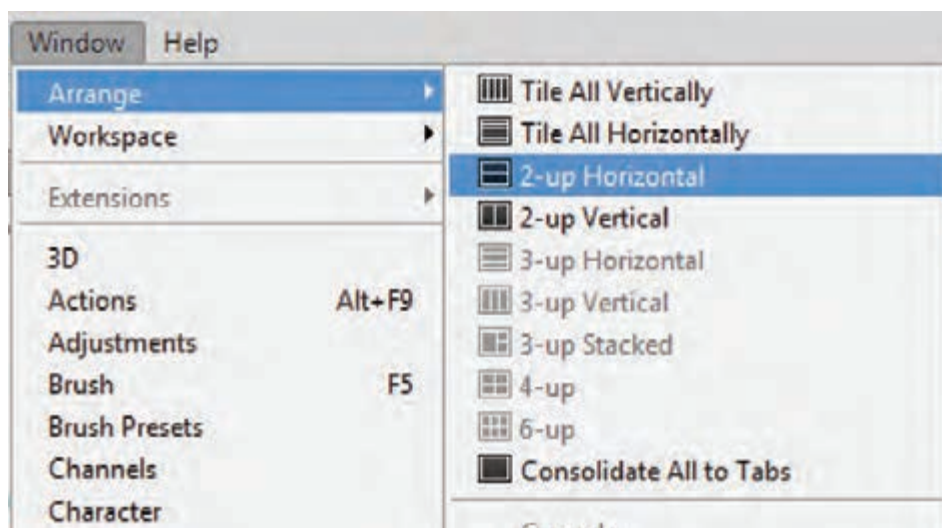 Window Help
Arrange
Workspace
Extensions
3D
Actions Alt+F9
Adjustments
Brush F5
Brush Presets
Channels
Character
Tile All Vertically
Tile All Horizontally
2-up Horizontal
2-up Vertical
3-up Horizontal
3-up Vertical
3-up Stacked
4-up
6-up
Consolidate All to Tabs